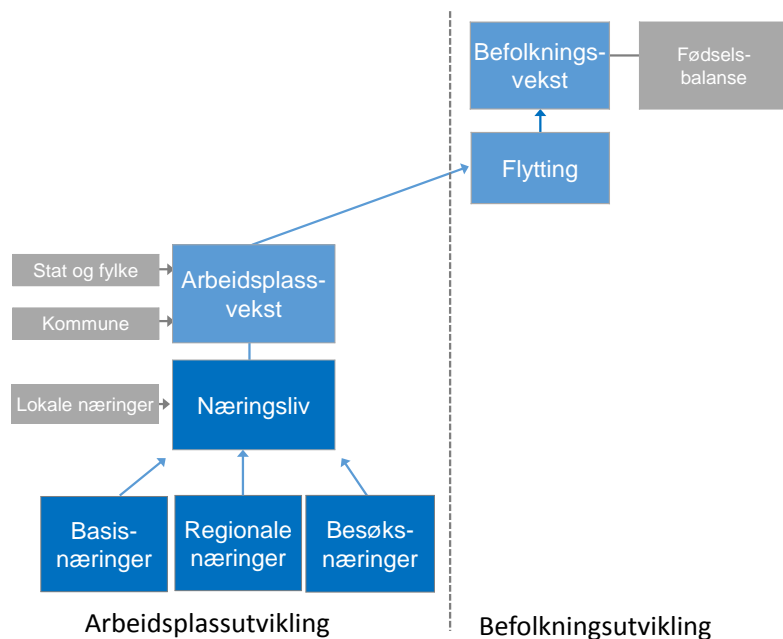 Befolknings-
vekst
Fødsels-
balanse
Flytting
Stat og fylke
Arbeidsplass-
vekst
Kommune
Lokale næringer
Næringsliv
Basis-
næringer
Regionale
næringer
Besøks-
næringer
Arbeidsplassutvikling
Befolkningsutvikling